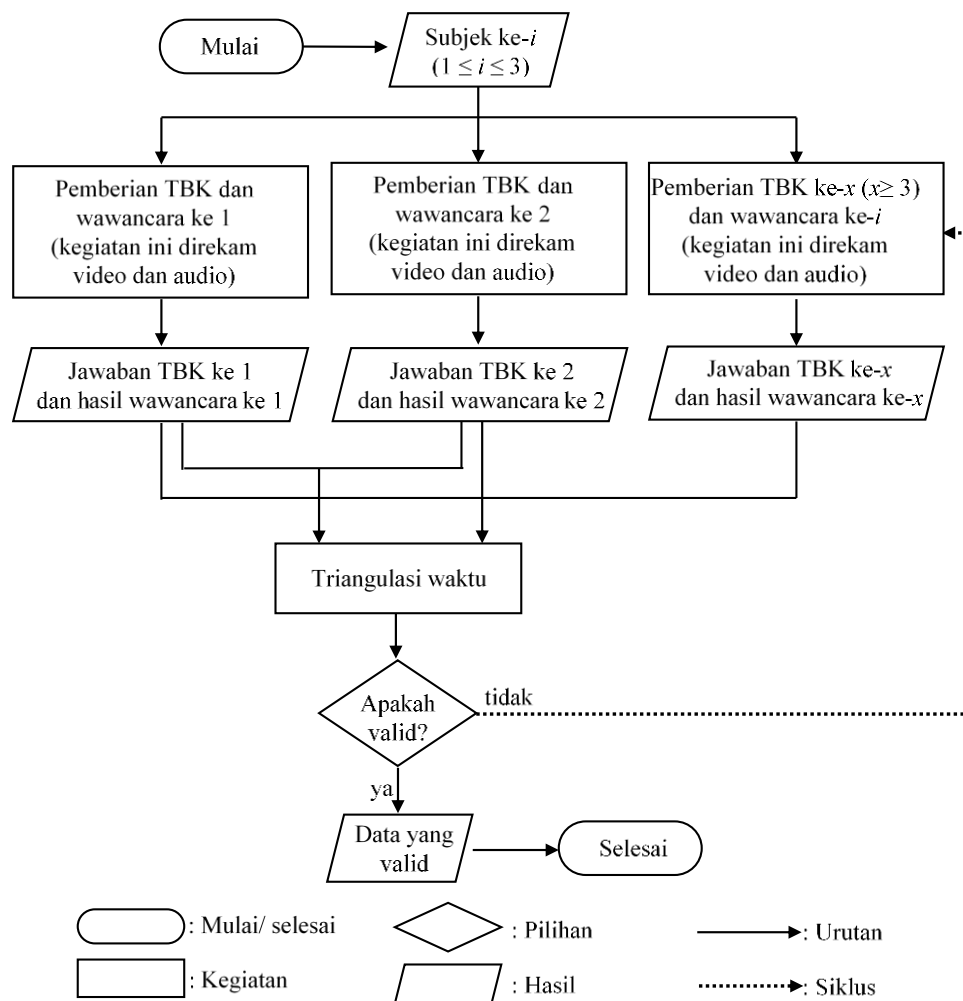 Mulai
Subjek ke-i
(1 ≤ i ≤ 3)
Pemberian TBK dan
wawancara ke 1
(kegiatan ini direkam
video dan audio)
Pemberian TBK dan
wawancara ke 2
(kegiatan ini direkam
video dan audio)
Pemberian TBK ke-x (x≥ 3)
dan wawancara ke-i
(kegiatan ini direkam
video dan audio)
Jawaban TBK ke 1
dan hasil wawancara ke 1
Jawaban TBK ke 2
dan hasil wawancara ke 2
Jawaban TBK ke-x
dan hasil wawancara ke-x
Triangulasi waktu
Apakah
valid?
tidak
ya
Data yang
valid
Selesai
: Mulai/ selesai
: Pilihan
: Urutan
: Kegiatan
: Hasil
: Siklus